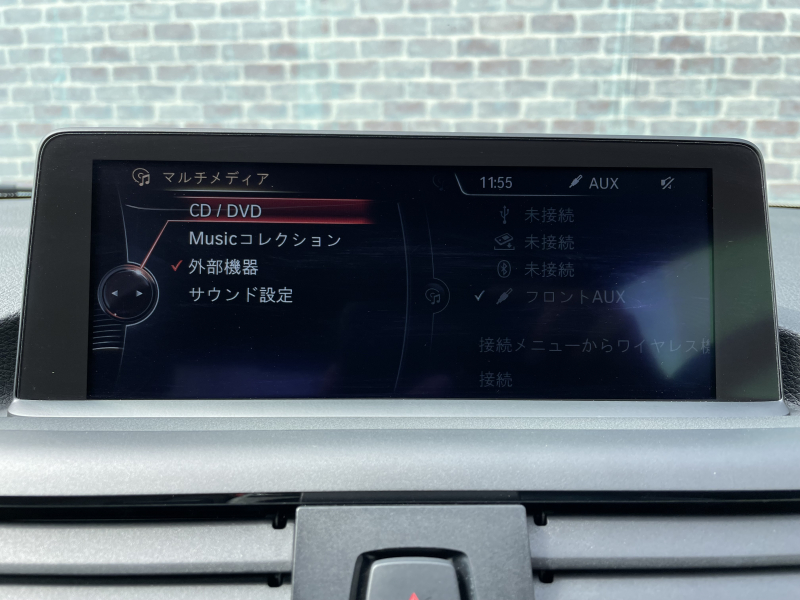 マルチメディア
11:55 AUX
CD / DVD
Musicコレクション
外部機器
サウンド設定
未接続
未接続
未接続
フロントAUX
接続メニューからワイヤレス
接続